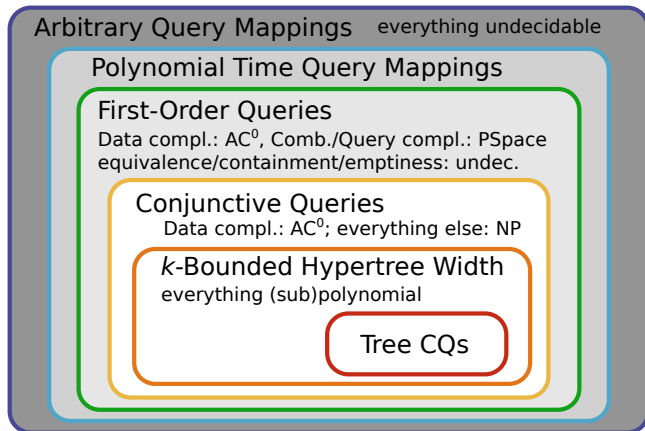 Arbitrary Query Mappings everything undecidable
Polynomial Time Query Mappings
First-Order Queries
Data compl.: AC⁰, Comb./Query compl.: PSpace
equivalence/containment/emptiness: undec.
Conjunctive Queries
Data compl.: AC⁰; everything else: NP
k-Bounded Hypertree Width
everything (sub)polynomial
Tree CQs